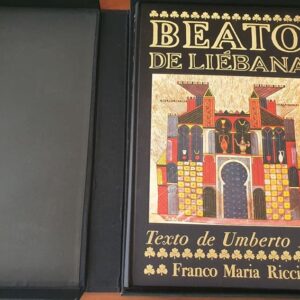 BEATO
DE LIÉBANA
Texto de Umberto
Franco Maria Ricci